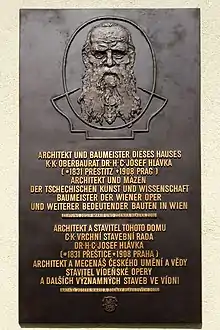 ARCHITEKT UND BAUMEISTER DIESES HAUSES
K·K·OBERBAURAT DR·H·C·JOSEF HLÁVKA
(*1831 PRESTITZ +1908 PRAG)
ARCHITEKT UND MÄZEN
DER TSCHECHISCHEN KUNST UND WISSENSCHAFT
BAUMEISTER DER WIENER OPER
UND WEITERER BEDEUTENDER BAUTEN IN WIEN
ARCHITEKT A STAVITEL TOHOTO DOMU
C·K·VRCHNÍ STAVEBNÍ RADA
DR·H·C·JOSEF HLÁVKA
(*1831 PŘEŠTICE +1908 PRAHA)
ARCHITEKT A MECENÁŠ ČESKÉHO UMĚNÍ A VĚDY
STAVITEL VÍDEŇSKÉ OPERY
A DALŠÍCH VÝZNAMNÝCH STAVEB VE VÍDNI